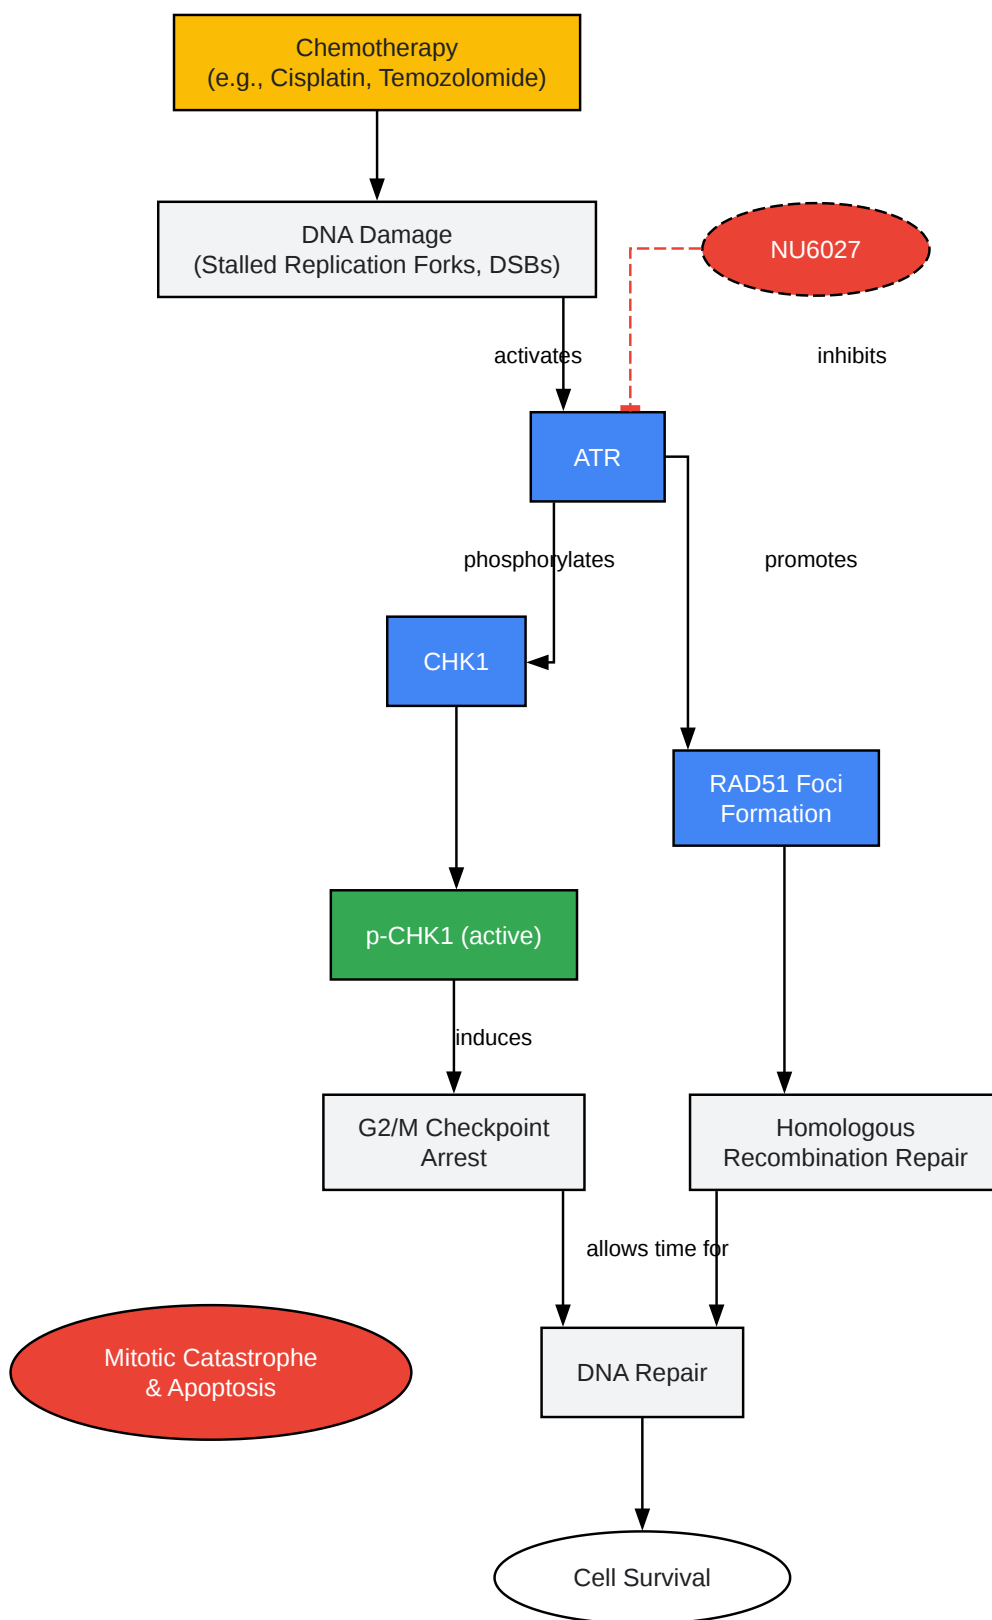 Chemotherapy
(e.g., Cisplatin, Temozolomide)
DNA Damage
(Stalled Replication Forks, DSBs)
NU6027
activates
inhibits
ATR
phosphorylates
promotes
CHK1
RAD51 Foci
Formation
p-CHK1 (active)
induces
G2/M Checkpoint
Arrest
Homologous
Recombination Repair
allows time for
Mitotic Catastrophe
& Apoptosis
DNA Repair
Cell Survival